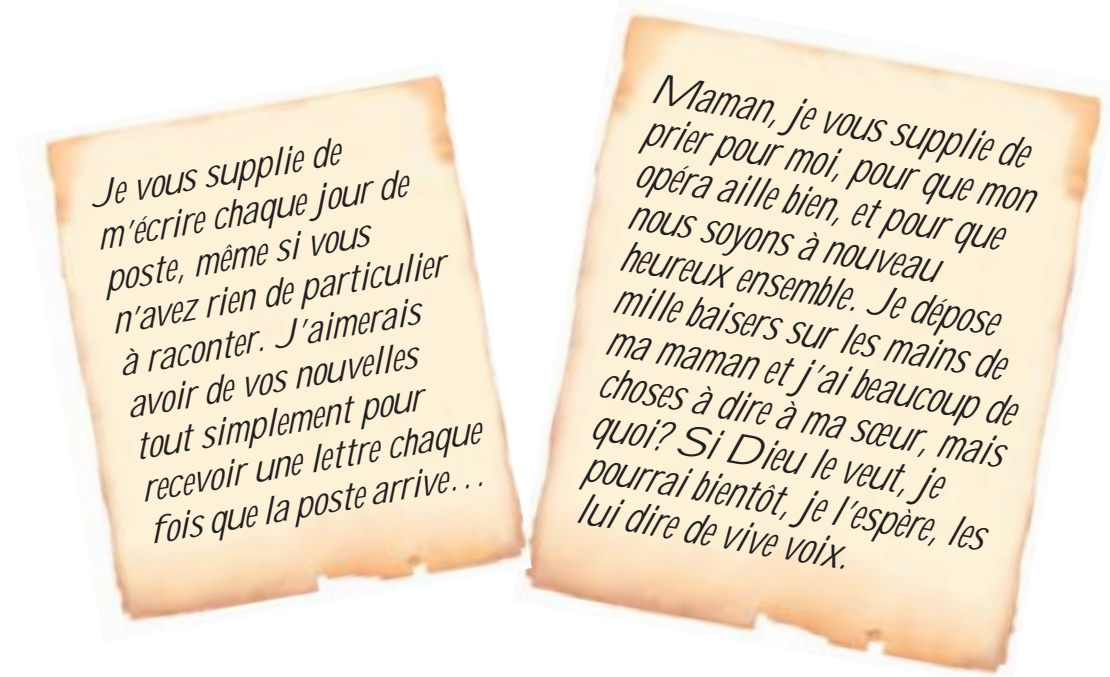 Je vous supplie de
m'écrire chaque jour de
poste, même si vous
n'avez rien de particulier
à raconter. J'aimerais
avoir de vos nouvelles
tout simplement pour
recevoir une lettre chaque
fois que la poste arrive...
Maman, je vous supplie de
prier pour moi, pour que mon
opéra aille bien, et pour que
nous soyons à nouveau
heureux ensemble. Je dépose
mille baisers sur les mains de
ma maman et j'ai beaucoup de
choses à dire à ma sœur, mais
quoi? Si Dieu le veut, je
pourrai bientôt, je l'espère, les
lui dire de vive voix.